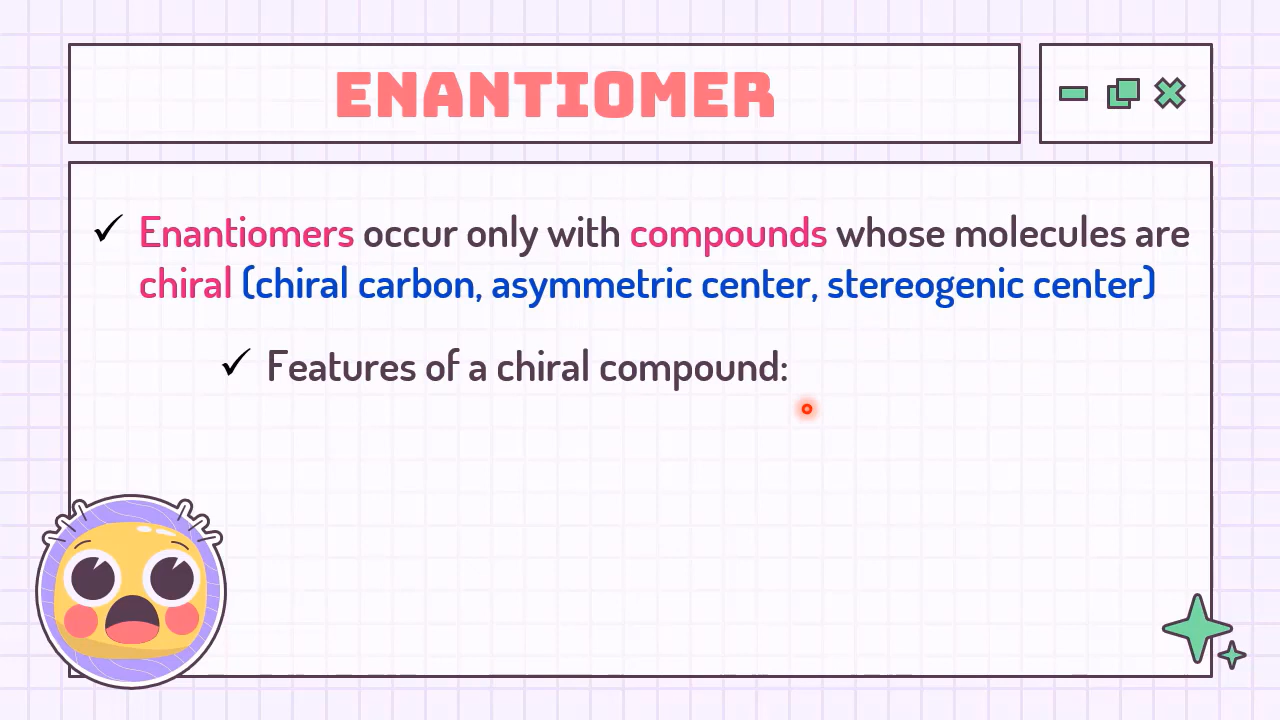 ENANTIOMER
✓ Enantiomers occur only with compounds whose molecules are
chiral (chiral carbon, asymmetric center, stereogenic center)
✓ Features of a chiral compound: